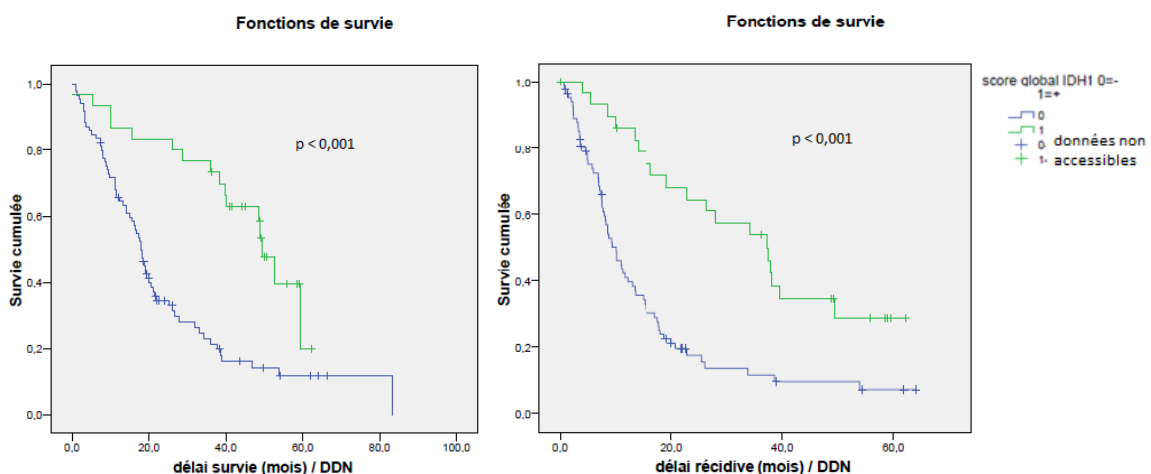 Fonctions de survie
Fonctions de survie
score global IDH1 0=-
1=+
0
1
0- données non
1- accessibles
p < 0,001
p < 0,001
Survie cumulée
1,0
0,8
0,6
0,4
0,2
0,0
0,0
20,0
40,0
60,0
80,0
100,0
délai survie (mois) / DDN
Survie cumulée
1,0
0,8
0,6
0,4
0,2
0,0
0,0
20,0
40,0
60,0
délai récidive (mois) / DDN